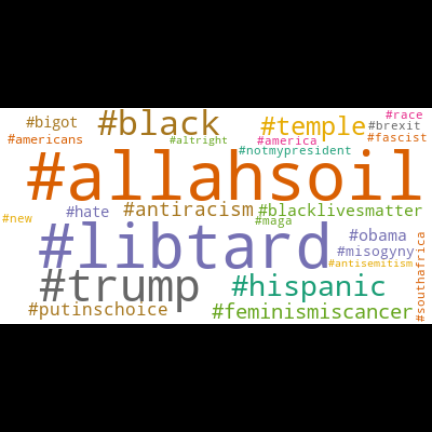 #race
#bigot #black #temple #brexit
#americans #altright #america #fascist
#notmypresident
#allahsoil
#new #hate #antiracism #blacklivesmatter
#maga
#libtard #obama
#misogyny
#antisemitism
#trump #hispanic
#putinschoice #feminismiscancer
#southafrica